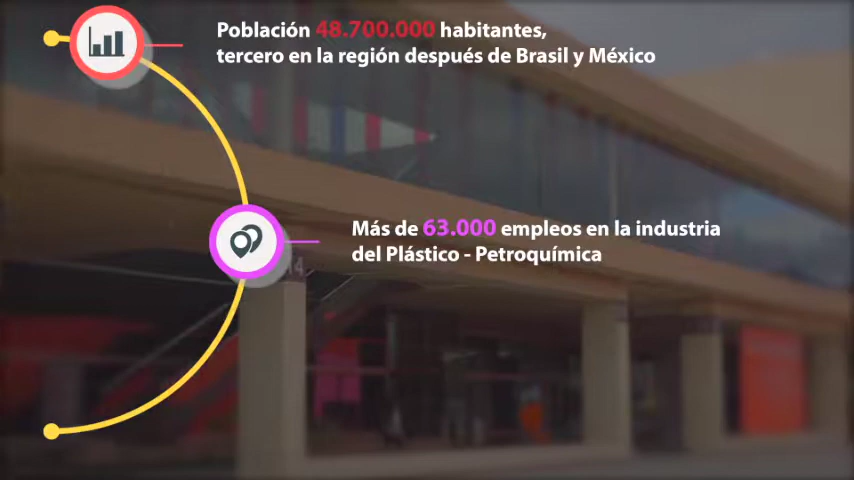 Población 48.700.000 habitantes,
tercero en la región después de Brasil y México
Más de 63.000 empleos en la industria
del Plástico - Petroquímica
14